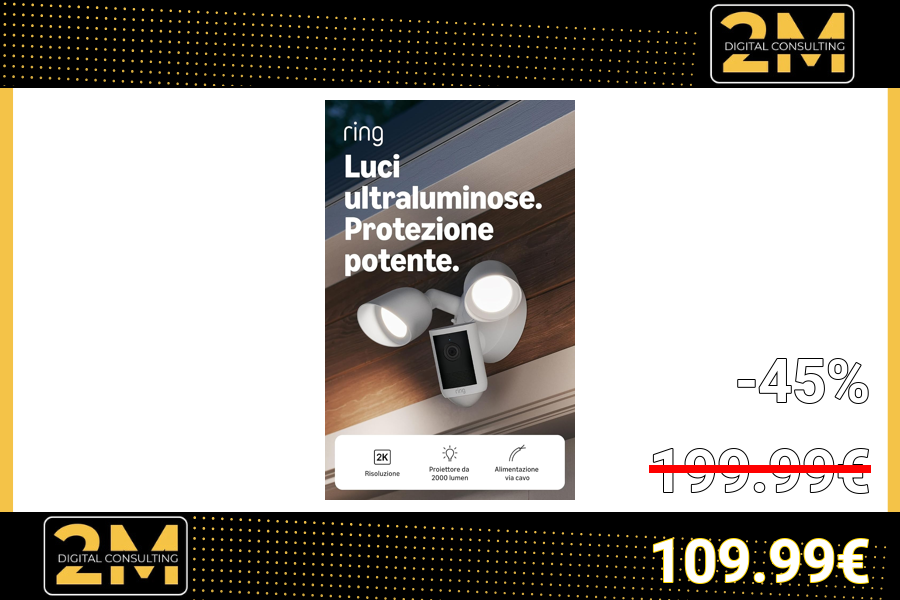 2M
DIGITAL CONSULTING
ring
Luci
ultraluminose.
Protezione
potente.
2K
Risoluzione
Proiettore da
2000 lumen
Alimentazione
via cavo
ring
-45%
199.99€
2M
DIGITAL CONSULTING
109.99€